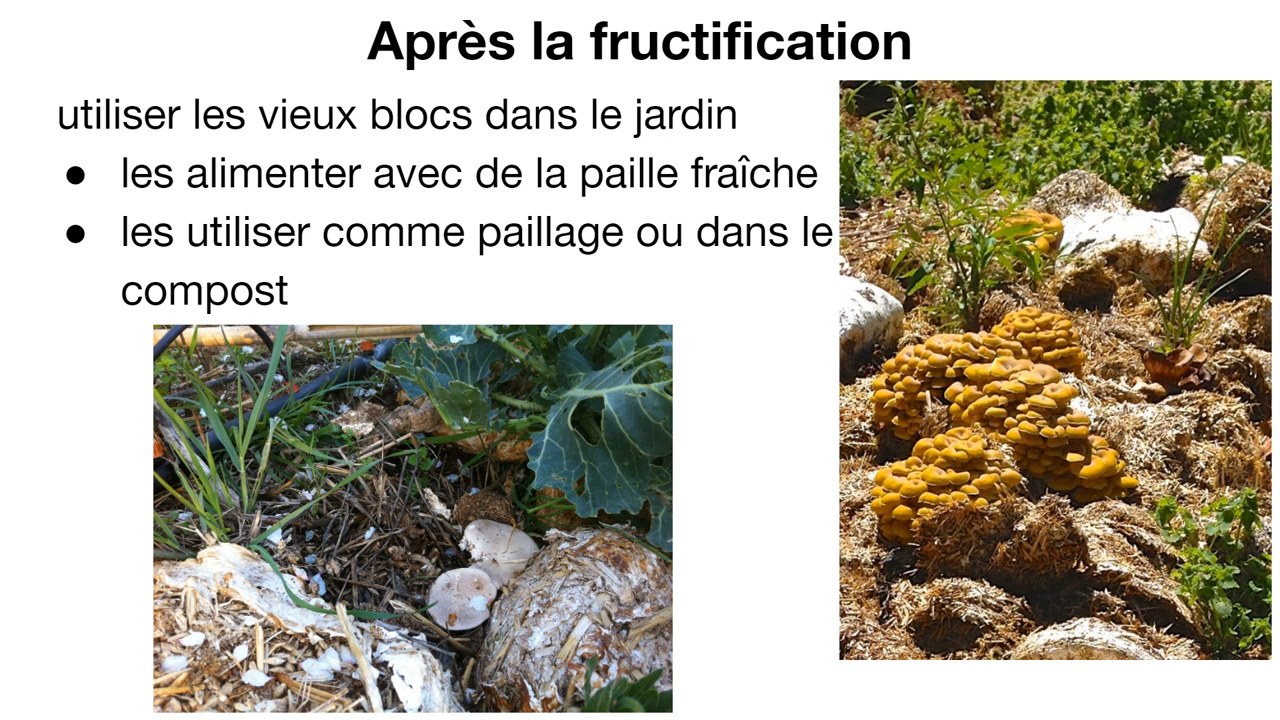 Après la fructification
utiliser les vieux blocs dans le jardin
● les alimenter avec de la paille fraîche
● les utiliser comme paillage ou dans le
compost